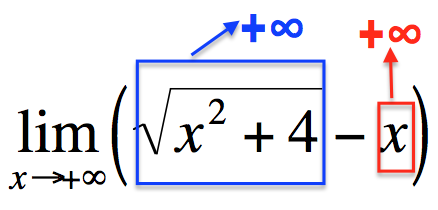 +∞ +∞
lim (√(x² + 4) − x)
x→+∞